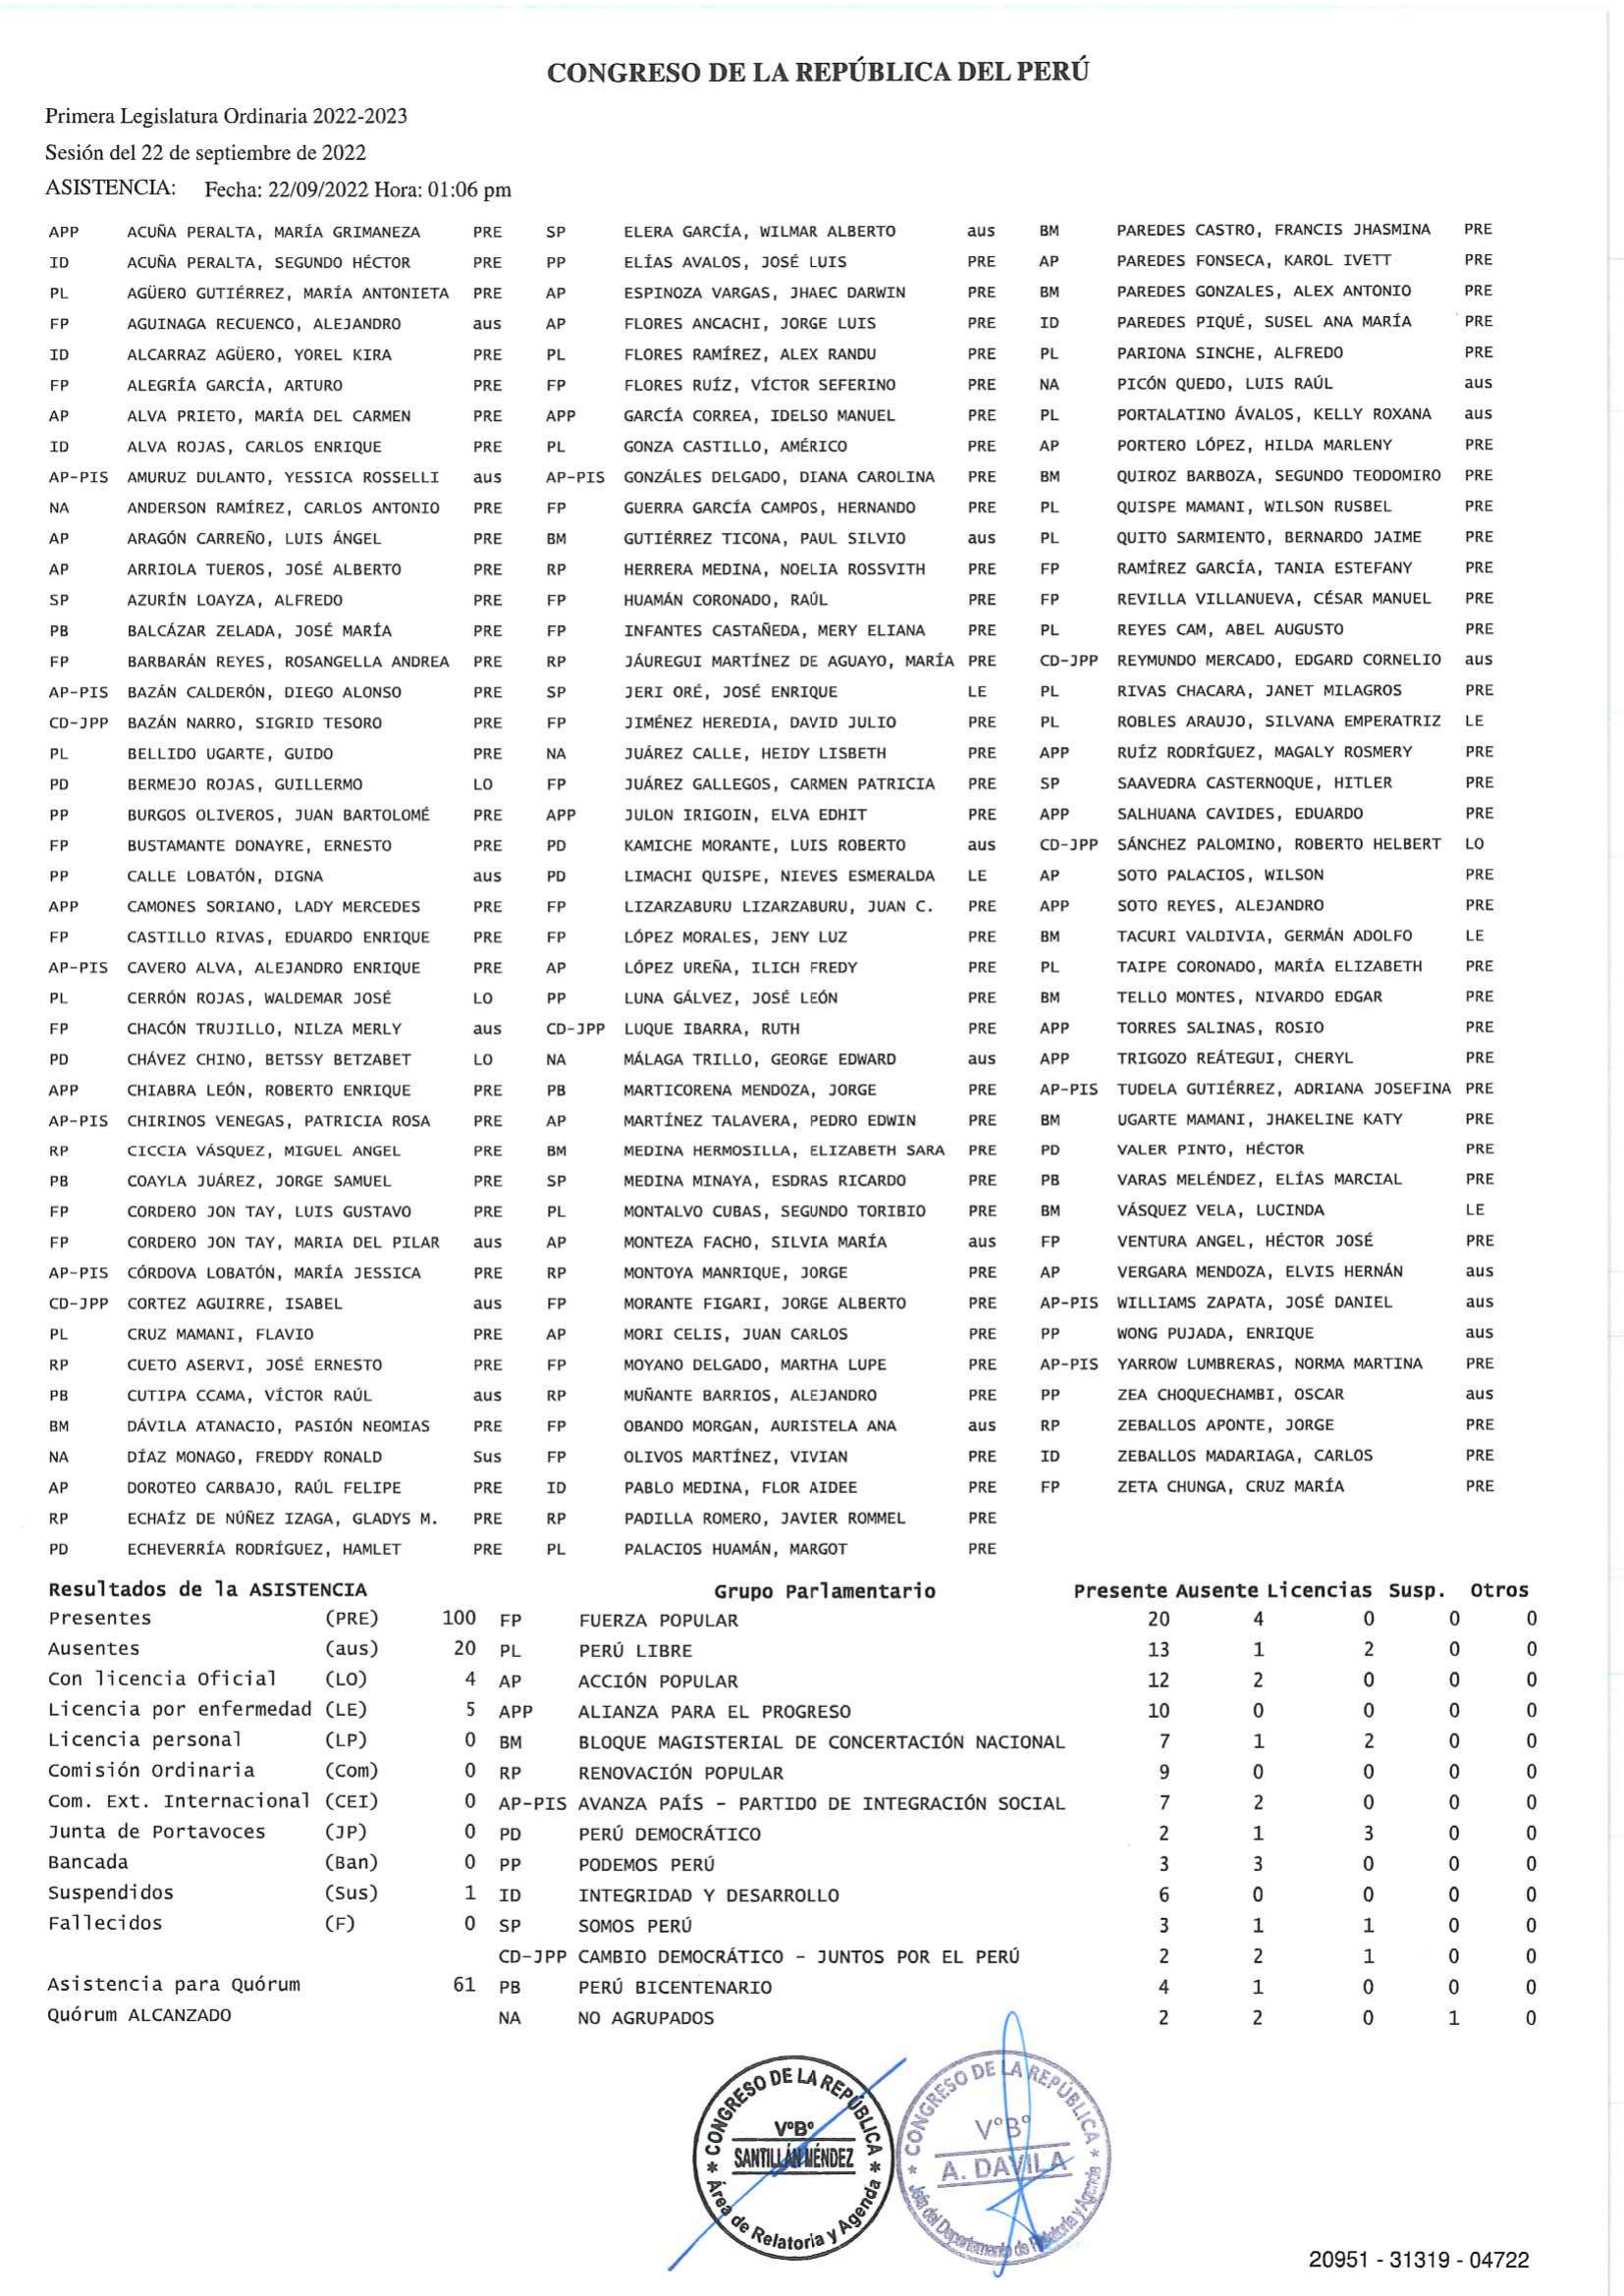 CONGRESO DE LA REPÚBLICA DEL PERÚ
Primera Legislatura Ordinaria 2022-2023
Sesión del 22 de septiembre de 2022
ASISTENCIA: Fecha: 22/09/2022 Hora: 01:06 pm
APP ACUÑA PERALTA, MARÍA GRIMANEZA PRE SP ELERA GARCÍA, WILMAR ALBERTO aus BM PAREDES CASTRO, FRANCIS JHASMINA PRE
ID ACUÑA PERALTA, SEGUNDO HÉCTOR PRE PP ELÍAS AVALOS, JOSÉ LUIS PRE AP PAREDES FONSECA, KAROL IVETT PRE
PL AGÜERO GUTIÉRREZ, MARÍA ANTONIETA PRE AP ESPINOZA VARGAS, JHAEC DARWIN PRE BM PAREDES GONZALES, ALEX ANTONIO PRE
FP AGUINAGA RECUENCO, ALEJANDRO aus AP FLORES ANCACHI, JORGE LUIS PRE ID PAREDES PIQUÉ, SUSEL ANA MARÍA PRE
ID ALCARRAZ AGÜERO, YOREL KIRA PRE PL FLORES RAMÍREZ, ALEX RANDU PRE PL PARIONA SINCHE, ALFREDO PRE
FP ALEGRÍA GARCÍA, ARTURO PRE FP FLORES RUÍZ, VÍCTOR SEFERINO PRE NA PICÓN QUEDO, LUIS RAÚL aus
AP ALVA PRIETO, MARÍA DEL CARMEN PRE APP GARCÍA CORREA, IDELSO MANUEL PRE PL PORTALATINO ÁVALOS, KELLY ROXANA aus
ID ALVA ROJAS, CARLOS ENRIQUE PRE PL GONZA CASTILLO, AMÉRICO PRE AP PORTERO LÓPEZ, HILDA MARLENY PRE
AP-PIS AMURUZ DULANTO, YESSICA ROSSELLI aus AP-PIS GONZÁLES DELGADO, DIANA CAROLINA PRE BM QUIROZ BARBOZA, SEGUNDO TEODOMIRO PRE
NA ANDERSON RAMÍREZ, CARLOS ANTONIO PRE FP GUERRA GARCÍA CAMPOS, HERNANDO PRE PL QUISPE MAMANI, WILSON RUSBEL PRE
AP ARAGÓN CARREÑO, LUIS ÁNGEL PRE BM GUTIÉRREZ TICONA, PAUL SILVIO aus PL QUITO SARMIENTO, BERNARDO JAIME PRE
AP ARRIOLA TUEROS, JOSÉ ALBERTO PRE RP HERRERA MEDINA, NOELIA ROSSVITH PRE FP RAMÍREZ GARCÍA, TANIA ESTEFANY PRE
SP AZURÍN LOAYZA, ALFREDO PRE FP HUAMÁN CORONADO, RAÚL PRE FP REVILLA VILLANUEVA, CÉSAR MANUEL PRE
PB BALCÁZAR ZELADA, JOSÉ MARÍA PRE FP INFANTES CASTAÑEDA, MERY ELIANA PRE PL REYES CAM, ABEL AUGUSTO PRE
FP BARBARÁN REYES, ROSANGELLA ANDREA PRE RP JÁUREGUI MARTÍNEZ DE AGUAYO, MARÍA PRE CD-JPP REYMUNDO MERCADO, EDGARD CORNELIO aus
AP-PIS BAZÁN CALDERÓN, DIEGO ALONSO PRE SP JERI ORÉ, JOSÉ ENRIQUE LE PL RIVAS CHACARA, JANET MILAGROS PRE
CD-JPP BAZÁN NARRO, SIGRID TESORO PRE FP JIMÉNEZ HEREDIA, DAVID JULIO PRE PL ROBLES ARAUJO, SILVANA EMPERATRIZ LE
PL BELLIDO UGARTE, GUIDO PRE NA JUÁREZ CALLE, HEIDY LISBETH PRE APP RUÍZ RODRÍGUEZ, MAGALY ROSMERY PRE
PD BERMEJO ROJAS, GUILLERMO LO FP JUÁREZ GALLEGOS, CARMEN PATRICIA PRE SP SAAVEDRA CASTERNOQUE, HITLER PRE
PP BURGOS OLIVEROS, JUAN BARTOLOMÉ PRE APP JULON IRIGOIN, ELVA EDHIT PRE APP SALHUANA CAVIDES, EDUARDO PRE
FP BUSTAMANTE DONAYRE, ERNESTO PRE PD KAMICHE MORANTE, LUIS ROBERTO aus CD-JPP SÁNCHEZ PALOMINO, ROBERTO HELBERT LO
PP CALLE LOBATÓN, DIGNA aus PD LIMACHI QUISPE, NIEVES ESMERALDA LE AP SOTO PALACIOS, WILSON PRE
APP CAMONES SORIANO, LADY MERCEDES PRE FP LIZARZABURU LIZARZABURU, JUAN C. PRE APP SOTO REYES, ALEJANDRO PRE
FP CASTILLO RIVAS, EDUARDO ENRIQUE PRE FP LÓPEZ MORALES, JENY LUZ PRE BM TACURI VALDIVIA, GERMÁN ADOLFO LE
AP-PIS CAVERO ALVA, ALEJANDRO ENRIQUE PRE AP LÓPEZ UREÑA, ILICH FREDY PRE PL TAIPE CORONADO, MARÍA ELIZABETH PRE
PL CERRÓN ROJAS, WALDEMAR JOSÉ LO PP LUNA GÁLVEZ, JOSÉ LEÓN PRE BM TELLO MONTES, NIVARDO EDGAR PRE
FP CHACÓN TRUJILLO, NILZA MERLY aus CD-JPP LUQUE IBARRA, RUTH PRE APP TORRES SALINAS, ROSIO PRE
PD CHÁVEZ CHINO, BETSSY BETZABET LO NA MÁLAGA TRILLO, GEORGE EDWARD aus APP TRIGOZO REÁTEGUI, CHERYL PRE
APP CHIABRA LEÓN, ROBERTO ENRIQUE PRE PB MARTICORENA MENDOZA, JORGE PRE AP-PIS TUDELA GUTIÉRREZ, ADRIANA JOSEFINA PRE
AP-PIS CHIRINOS VENEGAS, PATRICIA ROSA PRE AP MARTÍNEZ TALAVERA, PEDRO EDWIN PRE BM UGARTE MAMANI, JHAKELINE KATY PRE
RP CICCIA VÁSQUEZ, MIGUEL ANGEL PRE BM MEDINA HERMOSILLA, ELIZABETH SARA PRE PD VALER PINTO, HÉCTOR PRE
PB COAYLA JUÁREZ, JORGE SAMUEL PRE SP MEDINA MINAYA, ESDRAS RICARDO PRE PB VARAS MELÉNDEZ, ELÍAS MARCIAL PRE
FP CORDERO JON TAY, LUIS GUSTAVO PRE PL MONTALVO CUBAS, SEGUNDO TORIBIO PRE BM VÁSQUEZ VELA, LUCINDA LE
FP CORDERO JON TAY, MARIA DEL PILAR aus AP MONTEZA FACHO, SILVIA MARÍA aus FP VENTURA ANGEL, HÉCTOR JOSÉ PRE
AP-PIS CÓRDOVA LOBATÓN, MARÍA JESSICA PRE RP MONTOYA MANRIQUE, JORGE PRE AP VERGARA MENDOZA, ELVIS HERNÁN aus
CD-JPP CORTEZ AGUIRRE, ISABEL aus FP MORANTE FIGARI, JORGE ALBERTO PRE AP-PIS WILLIAMS ZAPATA, JOSÉ DANIEL aus
PL CRUZ MAMANI, FLAVIO PRE AP MORI CELIS, JUAN CARLOS PRE PP WONG PUJADA, ENRIQUE aus
RP CUETO ASERVI, JOSÉ ERNESTO PRE FP MOYANO DELGADO, MARTHA LUPE PRE AP-PIS YARROW LUMBRERAS, NORMA MARTINA PRE
PB CUTIPA CCAMA, VÍCTOR RAÚL aus RP MUÑANTE BARRIOS, ALEJANDRO PRE PP ZEA CHOQUECHAMBI, OSCAR aus
BM DÁVILA ATANACIO, PASIÓN NEOMIAS PRE FP OBANDO MORGAN, AURISTELA ANA aus RP ZEBALLOS APONTE, JORGE PRE
NA DÍAZ MONAGO, FREDDY RONALD Sus FP OLIVOS MARTÍNEZ, VIVIAN PRE ID ZEBALLOS MADARIAGA, CARLOS PRE
AP DOROTEO CARBAJO, RAÚL FELIPE PRE ID PABLO MEDINA, FLOR AIDEE PRE FP ZETA CHUNGA, CRUZ MARÍA PRE
RP ECHAÍZ DE NÚÑEZ IZAGA, GLADYS M. PRE RP PADILLA ROMERO, JAVIER ROMMEL PRE
PD ECHEVERRÍA RODRÍGUEZ, HAMLET PRE PL PALACIOS HUAMÁN, MARGOT PRE
Resultados de la ASISTENCIA Grupo Parlamentario Presente Ausente Licencias Susp. Otros
Presentes (PRE) 100 FP FUERZA POPULAR 20 4 0 0 0
Ausentes (aus) 20 PL PERÚ LIBRE 13 1 2 0 0
Con licencia Oficial (LO) 4 AP ACCIÓN POPULAR 12 2 0 0 0
Licencia por enfermedad (LE) 5 APP ALIANZA PARA EL PROGRESO 10 0 0 0 0
Licencia personal (LP) 0 BM BLOQUE MAGISTERIAL DE CONCERTACIÓN NACIONAL 7 1 2 0 0
Comisión Ordinaria (Com) 0 RP RENOVACIÓN POPULAR 9 0 0 0 0
Com. Ext. Internacional (CEI) 0 AP-PIS AVANZA PAÍS - PARTIDO DE INTEGRACIÓN SOCIAL 7 2 0 0 0
Junta de Portavoces (JP) 0 PD PERÚ DEMOCRÁTICO 2 1 3 0 0
Bancada (Ban) 0 PP PODEMOS PERÚ 3 3 0 0 0
Suspendidos (Sus) 1 ID INTEGRIDAD Y DESARROLLO 6 0 0 0 0
Fallecidos (F) 0 SP SOMOS PERÚ 3 1 1 0 0
CD-JPP CAMBIO DEMOCRÁTICO - JUNTOS POR EL PERÚ 2 2 1 0 0
Asistencia para Quórum 61 PB PERÚ BICENTENARIO 4 1 0 0 0
Quórum ALCANZADO NA NO AGRUPADOS 2 2 0 1 0
CONGRESO DE LA REPÚBLICA
VºBº
SANTILLÁN MÉNDEZ
Área de Relatoría y Agenda
CONGRESO DE LA REPÚBLICA
VºBº
A. DAVILA
Jefa del Departamento de Relatoría y Agenda
20951 - 31319 - 04722